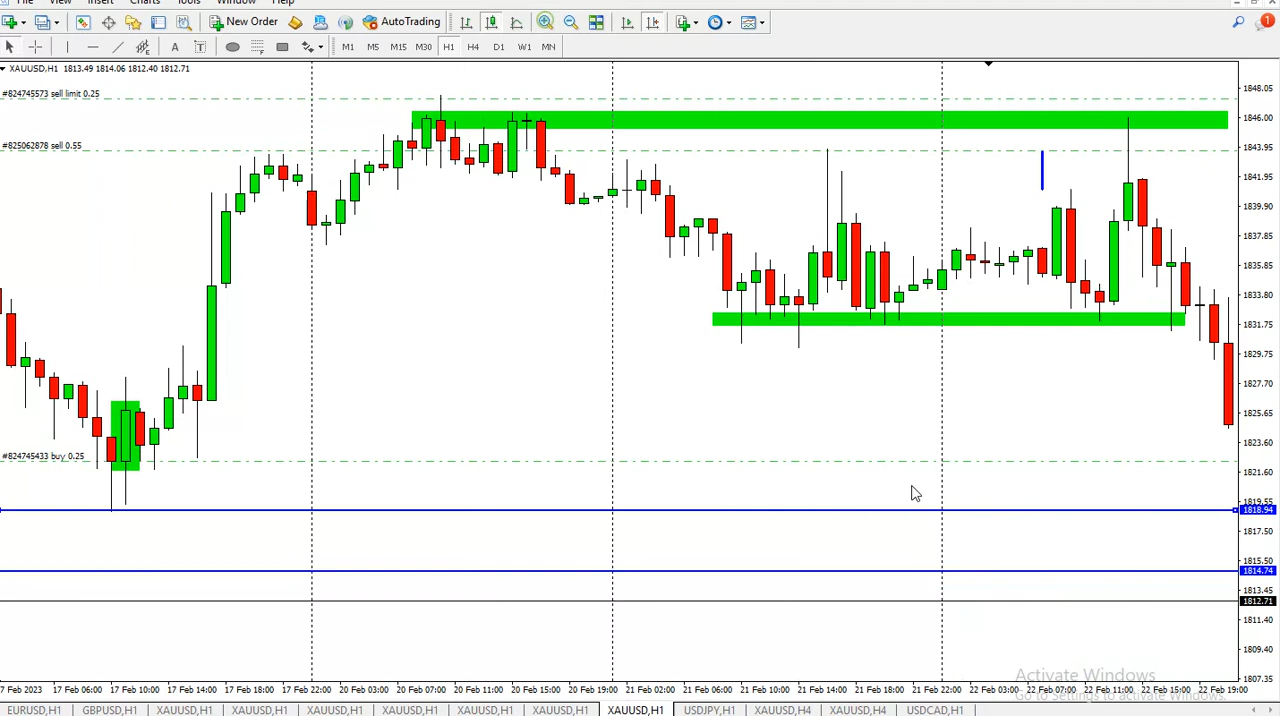 File View Insert Charts Tools Window Help
New Order AutoTrading 1
A T M1 M5 M15 M30 H1 H4 D1 W1 MN
XAUUSD,H1 1813.49 1814.06 1812.40 1812.71
#824745573 sell limit 0.25
#825062878 sell 0.55
#824745433 buy 0.25
1848.05
1846.00
1843.95
1841.95
1839.90
1837.85
1835.85
1833.80
1831.75
1829.75
1827.70
1825.65
1823.60
1821.60
1819.55
1818.94
1817.50
1815.50
1814.74
1813.45
1812.71
1811.40
1809.40
1807.35
Activate Windows
Go to Settings to activate Windows.
7 Feb 2023 17 Feb 06:00 17 Feb 10:00 17 Feb 14:00 17 Feb 18:00 17 Feb 22:00 20 Feb 03:00 20 Feb 07:00 20 Feb 11:00 20 Feb 15:00 20 Feb 19:00 21 Feb 02:00 21 Feb 06:00 21 Feb 10:00 21 Feb 14:00 21 Feb 18:00 21 Feb 22:00 22 Feb 03:00 22 Feb 07:00 22 Feb 11:00 22 Feb 15:00 22 Feb 19:00
EURUSD,H1 GBPUSD,H1 XAUUSD,H1 XAUUSD,H1 XAUUSD,H1 XAUUSD,H1 XAUUSD,H1 XAUUSD,H1 XAUUSD,H1 USDJPY,H1 XAUUSD,H4 XAUUSD,H4 USDCAD,H1